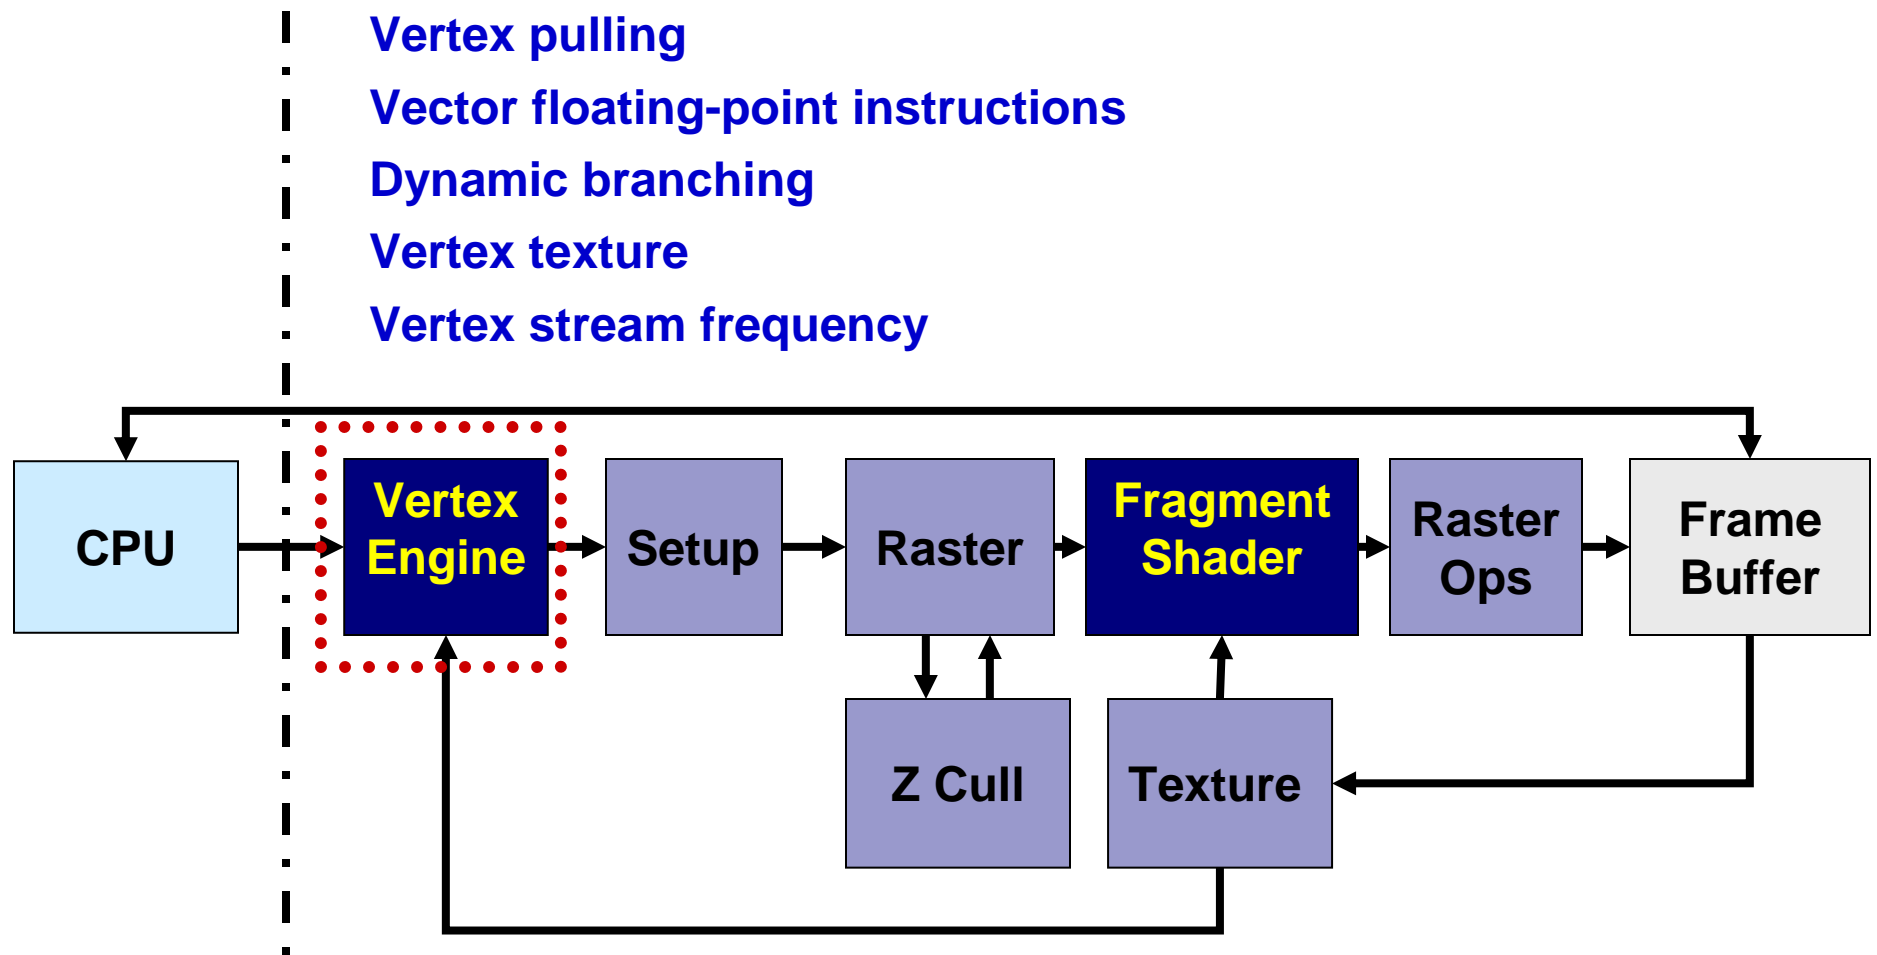 Vertex pulling
Vector floating-point instructions
Dynamic branching
Vertex texture
Vertex stream frequency
CPU
Vertex
Engine
Setup
Raster
Fragment
Shader
Raster
Ops
Frame
Buffer
Z Cull
Texture